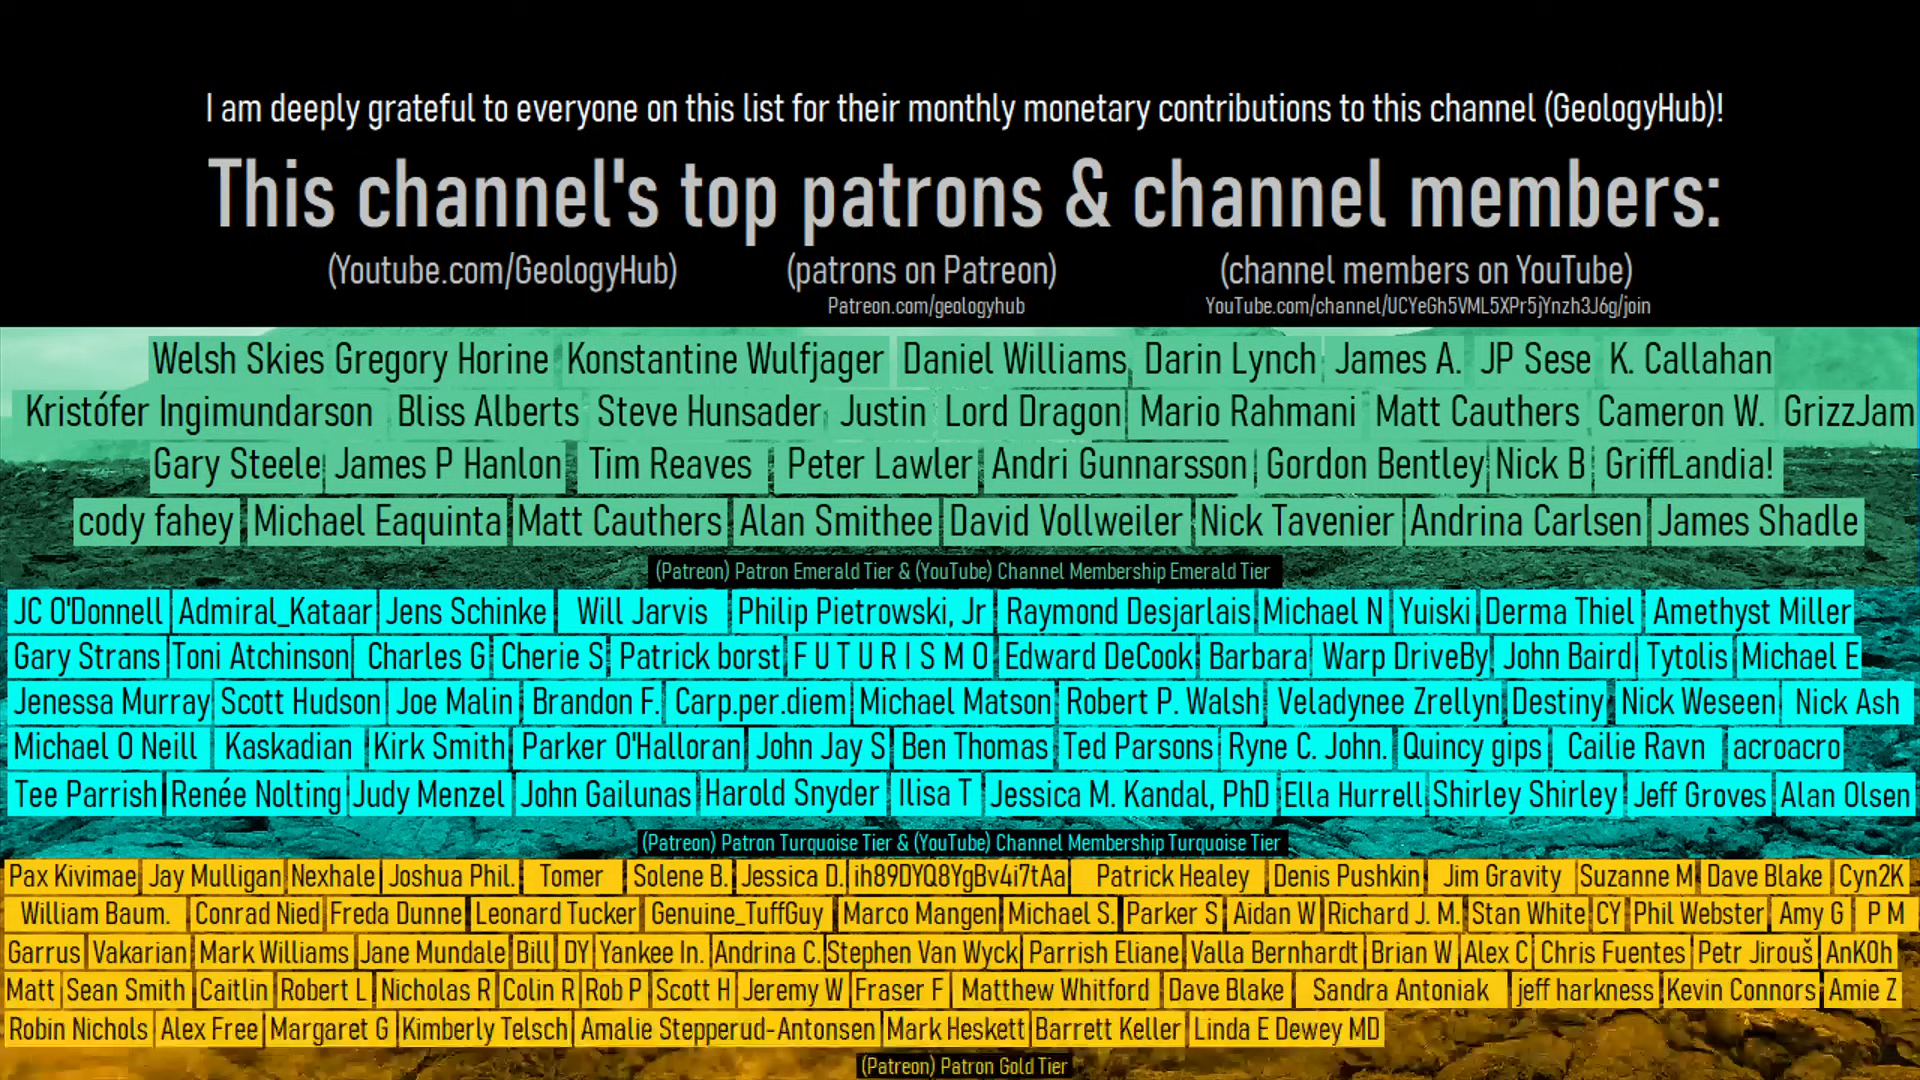 I am deeply grateful to everyone on this list for their monthly monetary contributions to this channel (GeologyHub)!
This channel's top patrons & channel members:
(Youtube.com/GeologyHub) (patrons on Patreon) (channel members on YouTube)
Patreon.com/geologyhub YouTube.com/channel/UCYeGh5VML5XPr5jYnzh3J6g/join
Welsh Skies Gregory Horine Konstantine Wulfjager Daniel Williams Darin Lynch James A. JP Sese K. Callahan
Kristófer Ingimundarson Bliss Alberts Steve Hunsader Justin Lord Dragon Mario Rahmani Matt Cauthers Cameron W. GrizzJam
Gary Steele James P Hanlon Tim Reaves Peter Lawler Andri Gunnarsson Gordon Bentley Nick B GriffLandia!
cody fahey Michael Eaquinta Matt Cauthers Alan Smithee David Vollweiler Nick Tavenier Andrina Carlsen James Shadle
(Patreon) Patron Emerald Tier & (YouTube) Channel Membership Emerald Tier
JC O'Donnell Admiral_Kataar Jens Schinke Will Jarvis Philip Pietrowski, Jr Raymond Desjarlais Michael N Yuiski Derma Thiel Amethyst Miller
Gary Strans Toni Atchinson Charles G Cherie S Patrick borst F U T U R I S M O Edward DeCook Barbara Warp DriveBy John Baird Tytolis Michael E
Jenessa Murray Scott Hudson Joe Malin Brandon F. Carp.per.diem Michael Matson Robert P. Walsh Veladynee Zrellyn Destiny Nick Weseen Nick Ash
Michael O Neill Kaskadian Kirk Smith Parker O'Halloran John Jay S Ben Thomas Ted Parsons Ryne C. John. Quincy gips Cailie Ravn acroacro
Tee Parrish Renée Nolting Judy Menzel John Gailunas Harold Snyder Ilisa T Jessica M. Kandal, PhD Ella Hurrell Shirley Shirley Jeff Groves Alan Olsen
(Patreon) Patron Turquoise Tier & (YouTube) Channel Membership Turquoise Tier
Pax Kivimae Jay Mulligan Nexhale Joshua Phil. Tomer Solene B. Jessica D. ih89DYQ8YgBv4i7tAa Patrick Healey Denis Pushkin Jim Gravity Suzanne M Dave Blake Cyn2K
William Baum. Conrad Nied Freda Dunne Leonard Tucker Genuine_TuffGuy Marco Mangen Michael S. Parker S Aidan W Richard J. M. Stan White CY Phil Webster Amy G P M
Garrus Vakarian Mark Williams Jane Mundale Bill DY Yankee In. Andrina C. Stephen Van Wyck Parrish Eliane Valla Bernhardt Brian W Alex C Chris Fuentes Petr Jirouš AnK0h
Matt Sean Smith Caitlin Robert L Nicholas R Colin R Rob P Scott H Jeremy W Fraser F Matthew Whitford Dave Blake Sandra Antoniak jeff harkness Kevin Connors Amie Z
Robin Nichols Alex Free Margaret G Kimberly Telsch Amalie Stepperud-Antonsen Mark Heskett Barrett Keller Linda E Dewey MD
(Patreon) Patron Gold Tier